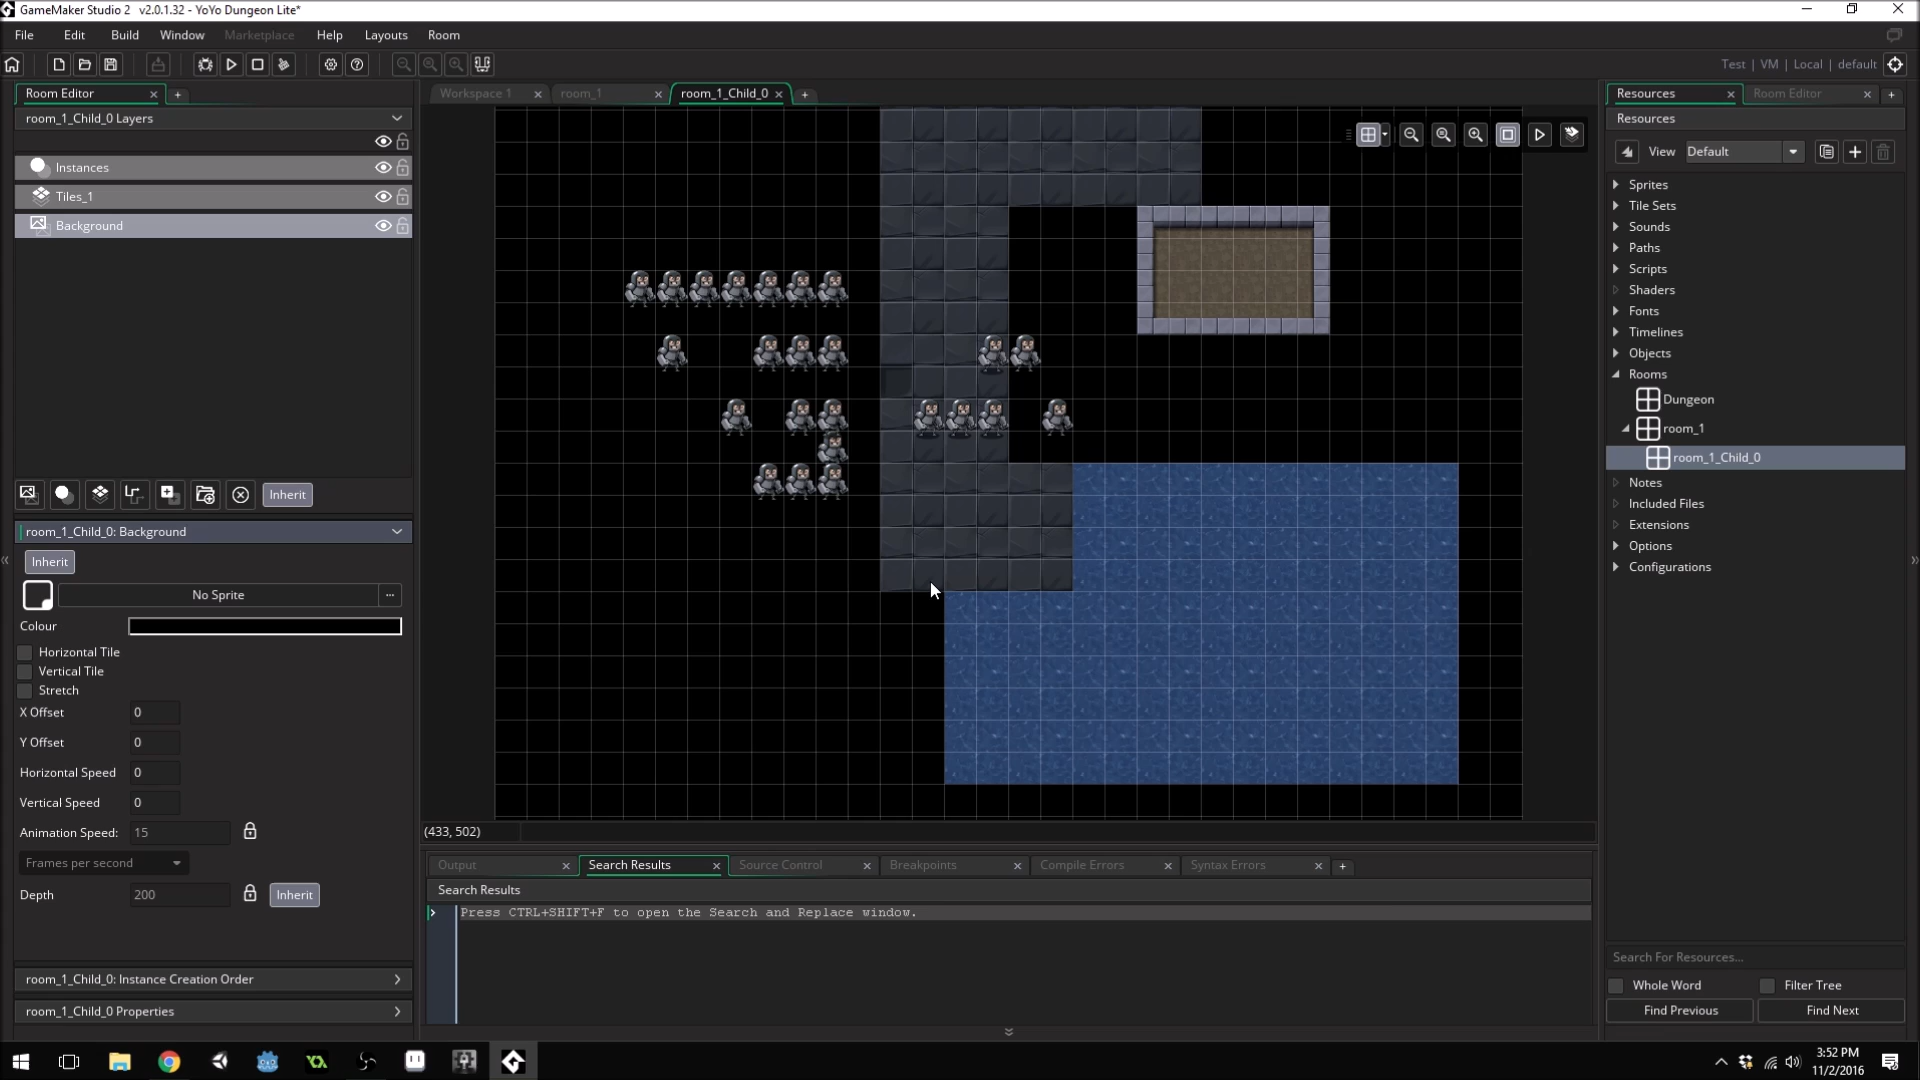 GameMaker Studio 2   v2.0.1.32 - YoYo Dungeon Lite*
File Edit Build Window Marketplace Help Layouts Room
Test | VM | Local | default
Room Editor
room_1_Child_0 Layers
Instances
Tiles_1
Background
Inherit
room_1_Child_0: Background
Inherit
No Sprite ...
Colour
Horizontal Tile
Vertical Tile
Stretch
X Offset 0
Y Offset 0
Horizontal Speed 0
Vertical Speed 0
Animation Speed: 15
Frames per second
Depth 200 Inherit
room_1_Child_0: Instance Creation Order
room_1_Child_0 Properties
Workspace 1 room_1 room_1_Child_0
(433, 502)
Output Search Results Source Control Breakpoints Compile Errors Syntax Errors
Search Results
Press CTRL+SHIFT+F to open the Search and Replace window.
Resources Room Editor
Resources
View Default
Sprites
Tile Sets
Sounds
Paths
Scripts
Shaders
Fonts
Timelines
Objects
Rooms
Dungeon
room_1
room_1_Child_0
Notes
Included Files
Extensions
Options
Configurations
Search For Resources...
Whole Word Filter Tree
Find Previous Find Next
3:52 PM
11/2/2016